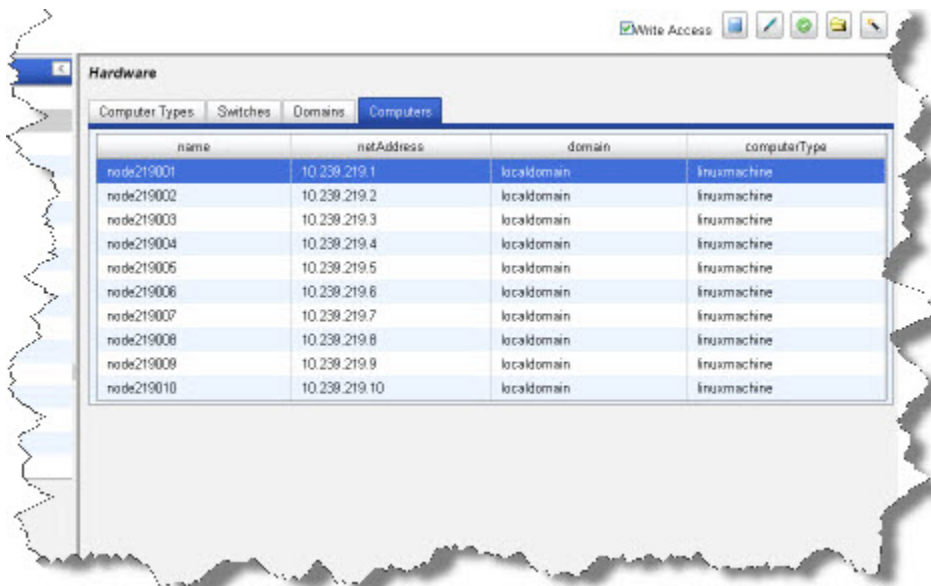 Write Access
Hardware
Computer Types Switches Domains Computers
name netAddress domain computerType
node219001 10.239.219.1 localdomain linuxmachine
node219002 10.239.219.2 localdomain linuxmachine
node219003 10.239.219.3 localdomain linuxmachine
node219004 10.239.219.4 localdomain linuxmachine
node219005 10.239.219.5 localdomain linuxmachine
node219006 10.239.219.6 localdomain linuxmachine
node219007 10.239.219.7 localdomain linuxmachine
node219008 10.239.219.8 localdomain linuxmachine
node219009 10.239.219.9 localdomain linuxmachine
node219010 10.239.219.10 localdomain linuxmachine